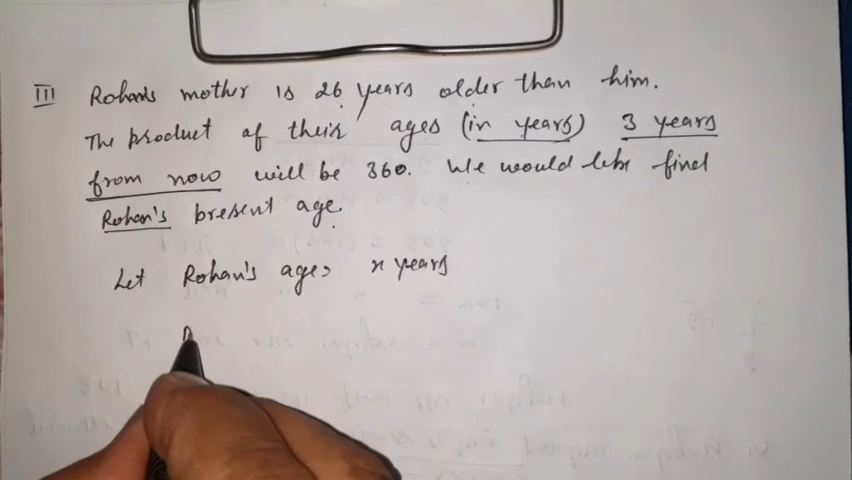 III Rohan's mother is 26 years older than him.
The product of their ages (in years) 3 years
from now will be 360. We would like find
Rohan's present age.
Let Rohan's age = x years